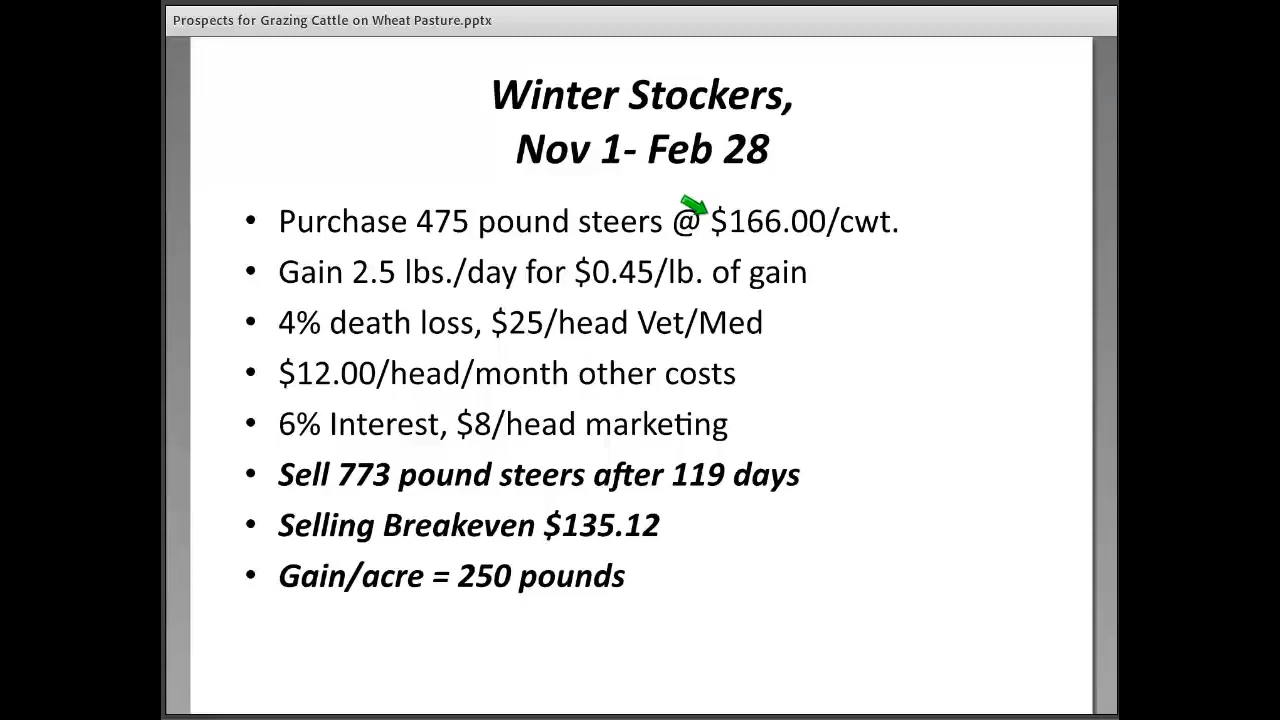 Prospects for Grazing Cattle on Wheat Pasture.pptx
Winter Stockers,
Nov 1- Feb 28
• Purchase 475 pound steers @ $166.00/cwt.
• Gain 2.5 lbs./day for $0.45/lb. of gain
• 4% death loss, $25/head Vet/Med
• $12.00/head/month other costs
• 6% Interest, $8/head marketing
• Sell 773 pound steers after 119 days
• Selling Breakeven $135.12
• Gain/acre = 250 pounds